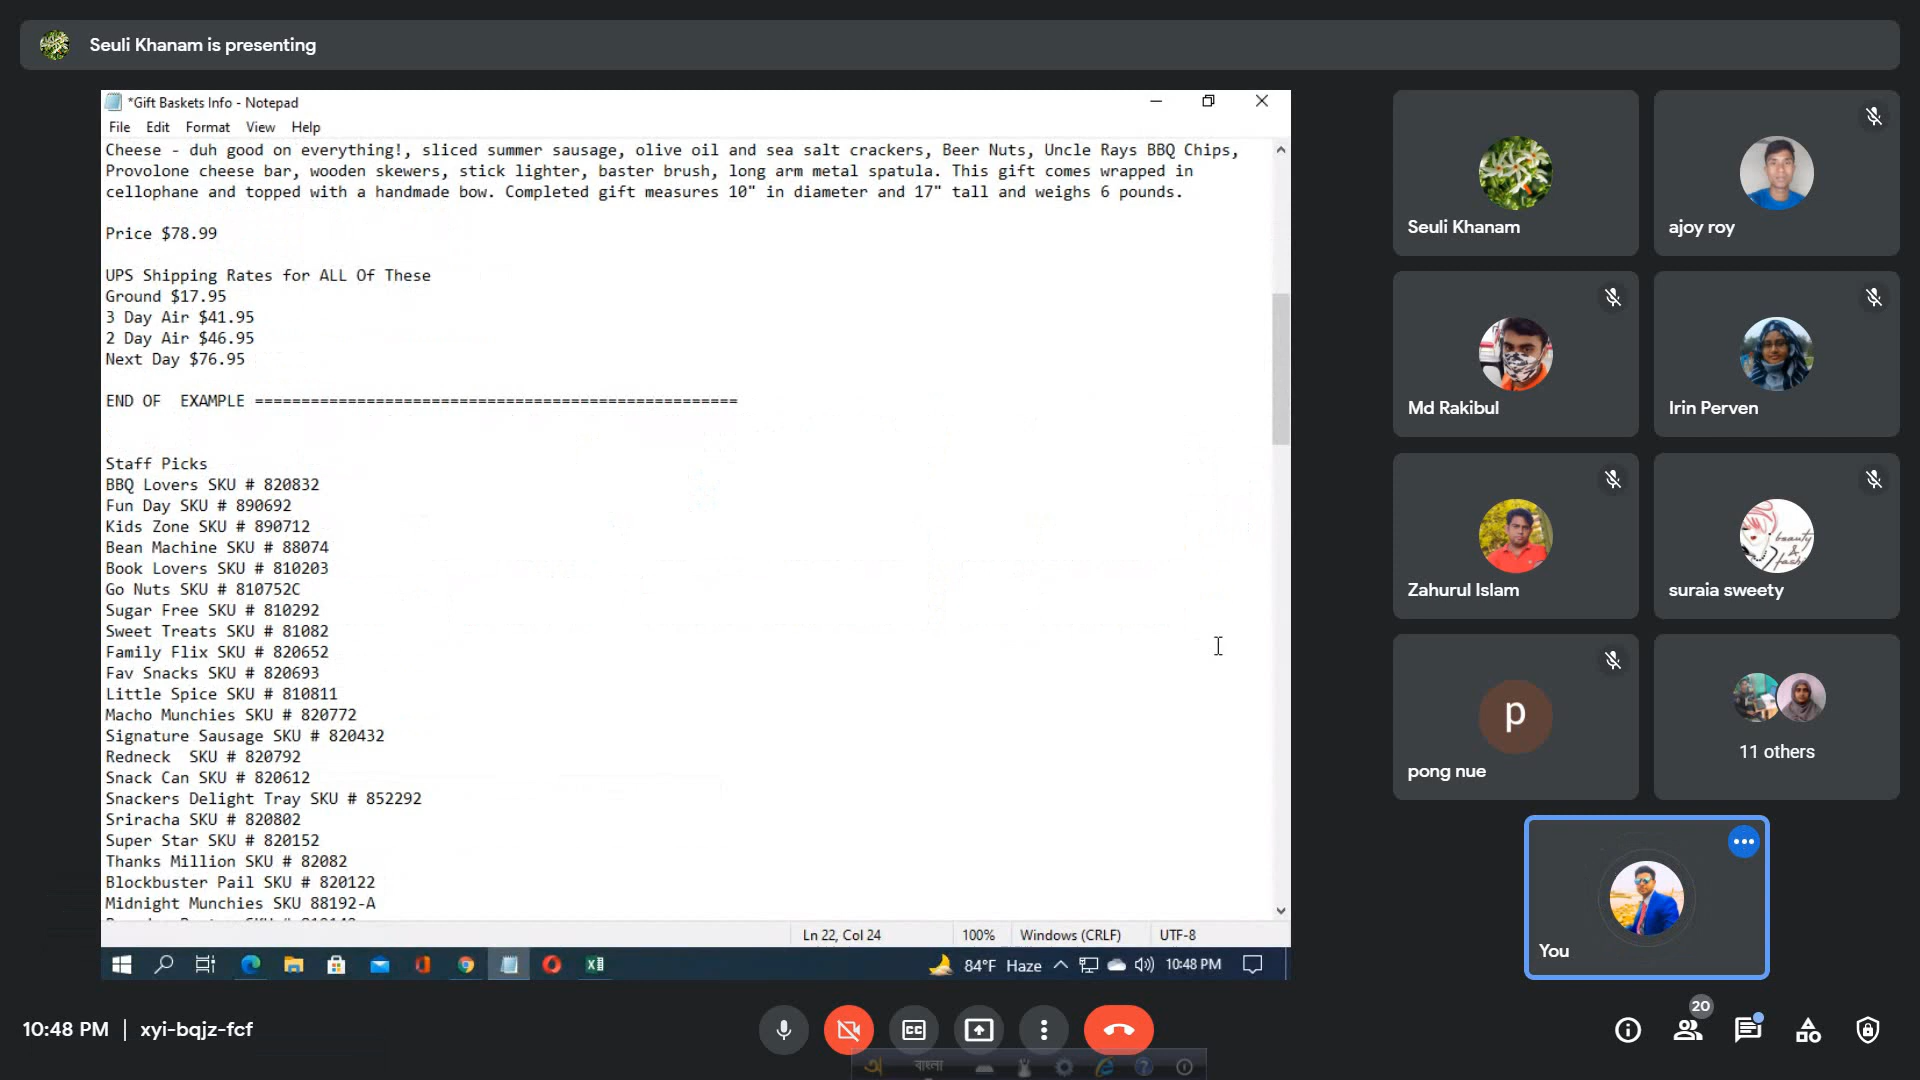 Seuli Khanam is presenting
*Gift Baskets Info - Notepad
File Edit Format View Help
Cheese - duh good on everything!, sliced summer sausage, olive oil and sea salt crackers, Beer Nuts, Uncle Rays BBQ Chips,
Provolone cheese bar, wooden skewers, stick lighter, baster brush, long arm metal spatula. This gift comes wrapped in
cellophane and topped with a handmade bow. Completed gift measures 10" in diameter and 17" tall and weighs 6 pounds.
Price $78.99
UPS Shipping Rates for ALL Of These
Ground $17.95
3 Day Air $41.95
2 Day Air $46.95
Next Day $76.95
END OF  EXAMPLE ====================================================
Staff Picks
BBQ Lovers SKU # 820832
Fun Day SKU # 890692
Kids Zone SKU # 890712
Bean Machine SKU # 88074
Book Lovers SKU # 810203
Go Nuts SKU # 810752C
Sugar Free SKU # 810292
Sweet Treats SKU # 81082
Family Flix SKU # 820652
Fav Snacks SKU # 820693
Little Spice SKU # 810811
Macho Munchies SKU # 820772
Signature Sausage SKU # 820432
Redneck  SKU # 820792
Snack Can SKU # 820612
Snackers Delight Tray SKU # 852292
Sriracha SKU # 820802
Super Star SKU # 820152
Thanks Million SKU # 82082
Blockbuster Pail SKU # 820122
Midnight Munchies SKU 88192-A
Ln 22, Col 24 100% Windows (CRLF) UTF-8
84°F Haze 10:48 PM
Seuli Khanam
ajoy roy
Md Rakibul
Irin Perven
Zahurul Islam
beauty
&
suraia sweety
p
pong nue
11 others
You
10:48 PM | xyi-bqjz-fcf
CC
20
অ বাংলা